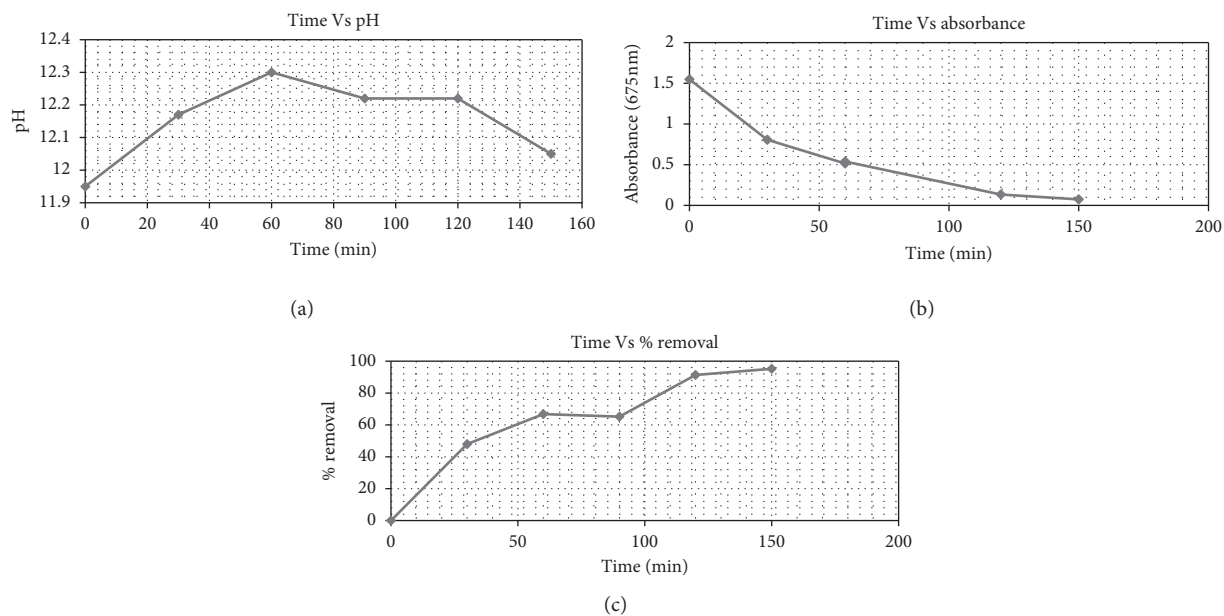 Time Vs pH
12.4
12.3
12.2
12.1
12
11.9
pH
0 20 40 60 80 100 120 140 160
Time (min)
(a)
Time Vs absorbance
2
1.5
1
0.5
0
Absorbance (675nm)
0 50 100 150 200
Time (min)
(b)
Time Vs % removal
100
80
60
40
20
0
% removal
0 50 100 150 200
Time (min)
(c)